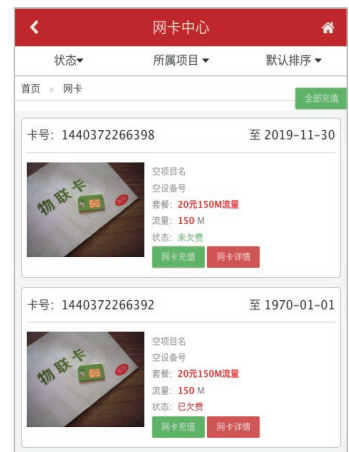 网卡中心
状态▾ 所属项目▾ 默认排序▾
首页 » 网卡
全部充值
卡号: 1440372266398 至 2019-11-30
物联卡
空项目名
空设备号
套餐: 20元150M流量
流量: 150 M
状态: 未欠费
网卡充值 网卡详情
卡号: 1440372266392 至 1970-01-01
物联卡
空项目名
空设备号
套餐: 20元150M流量
流量: 150 M
状态: 已欠费
网卡充值 网卡详情